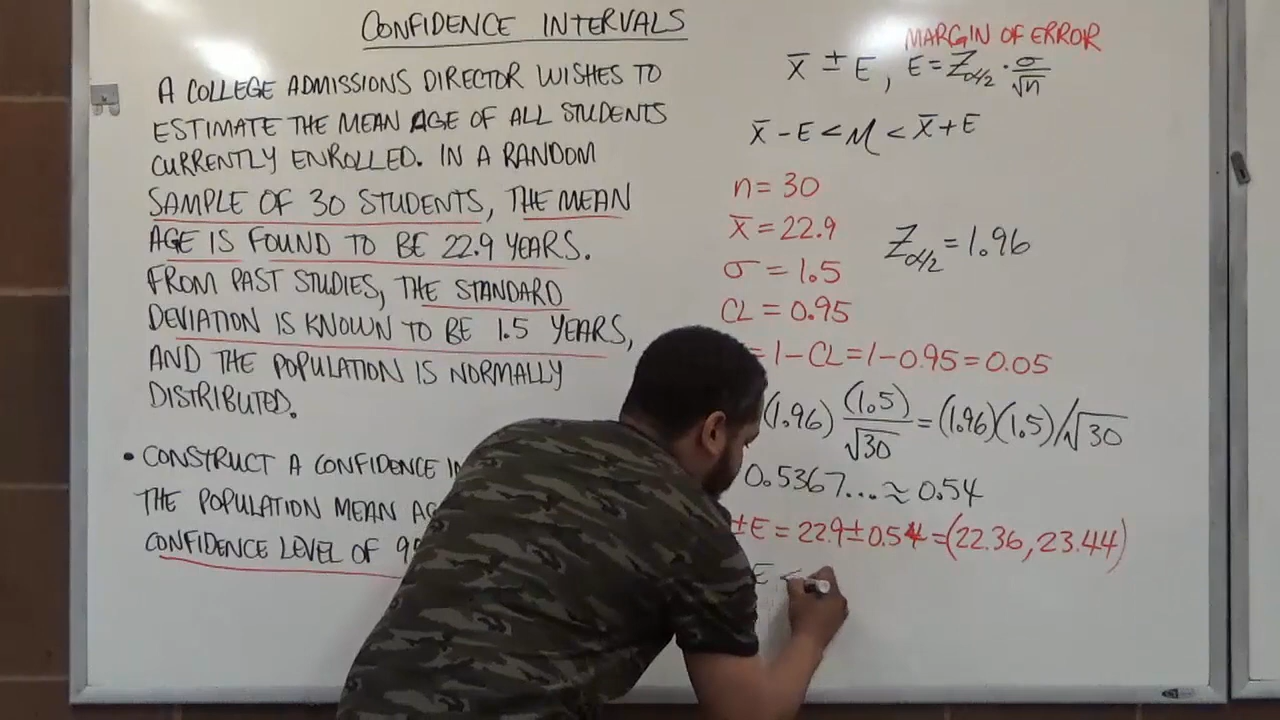 CONFIDENCE INTERVALS
A COLLEGE ADMISSIONS DIRECTOR WISHES TO
ESTIMATE THE MEAN AGE OF ALL STUDENTS
CURRENTLY ENROLLED. IN A RANDOM
SAMPLE OF 30 STUDENTS, THE MEAN
AGE IS FOUND TO BE 22.9 YEARS.
FROM PAST STUDIES, THE STANDARD
DEVIATION IS KNOWN TO BE 1.5 YEARS,
AND THE POPULATION IS NORMALLY
DISTRIBUTED.
• CONSTRUCT A CONFIDENCE
THE POPULATION MEAN
CONFIDENCE LEVEL OF
MARGIN OF ERROR
x̄ ± E, E = Zα/2 · σ/√n
x̄ - E < M < x̄ + E
n = 30
x̄ = 22.9
Zα/2 = 1.96
σ = 1.5
CL = 0.95
= 1 - CL = 1 - 0.95 = 0.05
(1.96) (1.5)/√30 = (1.96)(1.5)/√30
0.5367... ≈ 0.54
± E = 22.9 ± 0.54 = (22.36, 23.44)
E <